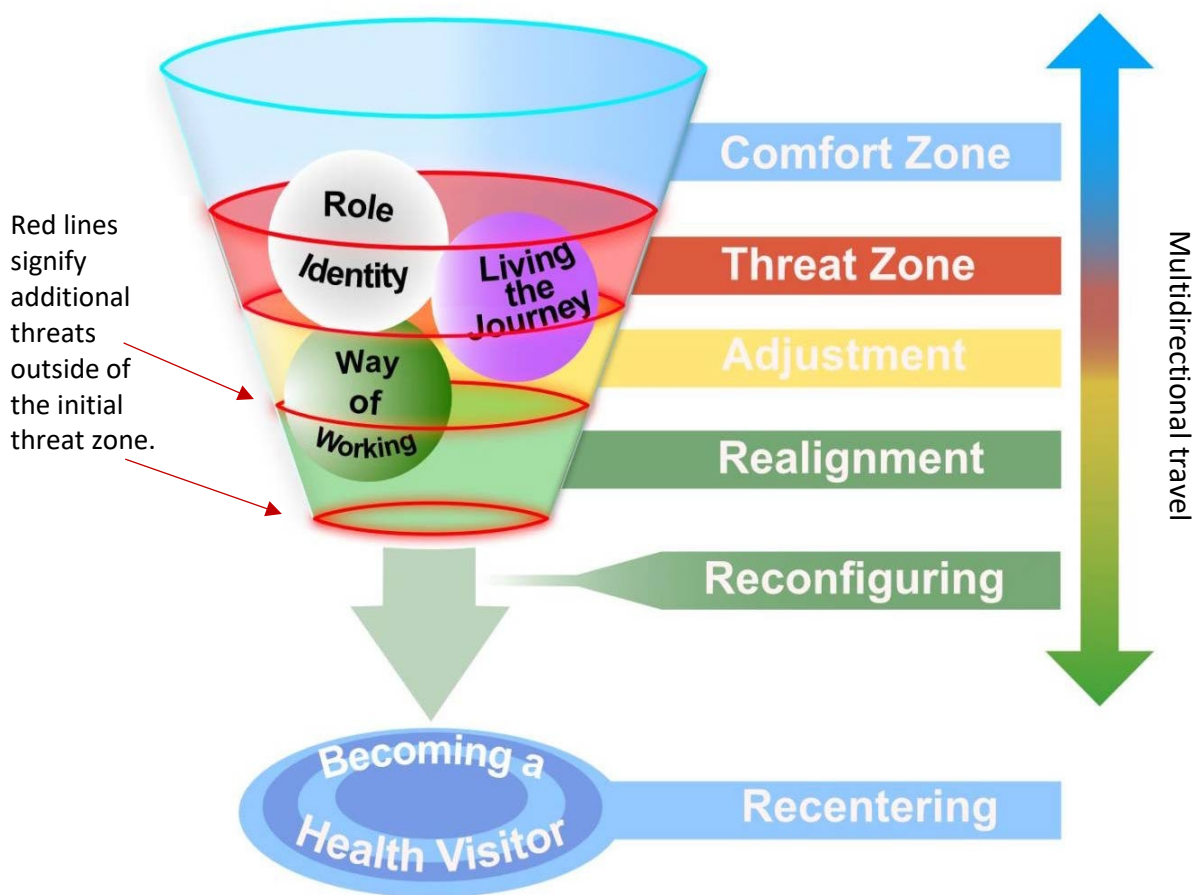 Comfort Zone
Role
Identity
Living
the
Journey
Threat Zone
Red lines
signify
additional
threats
outside of
the initial
threat zone.
Way
of
Working
Adjustment
Realignment
Reconfiguring
Multidirectional travel
Becoming a
Health Visitor
Recentering